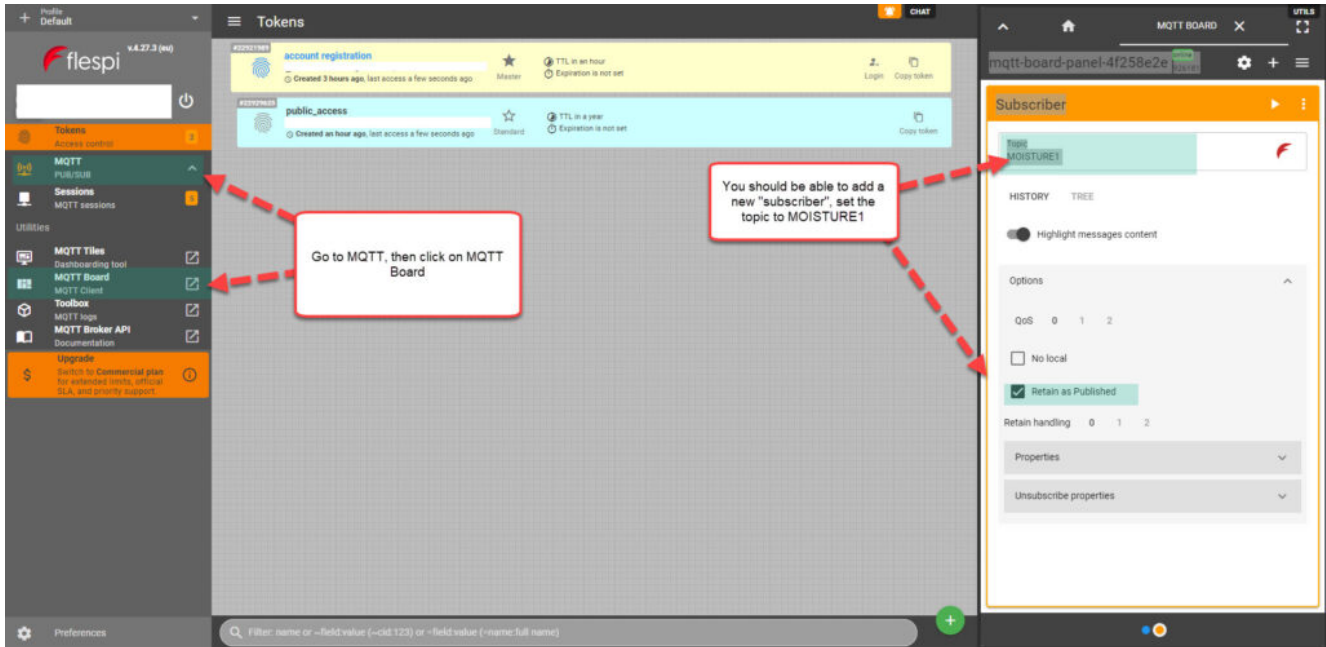 Profile
Default
flespi
v.4.27.3 (eu)
Tokens
Access control
MQTT
PUB/SUB
Sessions
MQTT sessions
Utilities
MQTT Tiles
Dashboarding tool
MQTT Board
MQTT Client
Toolbox
MQTT logs
MQTT Broker API
Documentation
Upgrade
Switch to Commercial plan
for extended limits, official
SLA, and priority support.
Preferences
Tokens
CHAT
account registration
Created 3 hours ago, last access a few seconds ago
Master
TTL in an hour
Expiration is not set
Login
Copy token
public_access
Created an hour ago, last access a few seconds ago
Standard
TTL in a year
Expiration is not set
Copy token
Go to MQTT, then click on MQTT
Board
You should be able to add a
new "subscriber", set the
topic to MOISTURE1
Filter: name or ~field:value (~cid:123) or =field:value (=name:full name)
MQTT BOARD
UTILS
mqtt-board-panel-4f258e2e
Subscriber
Topic
MOISTURE1
HISTORY
TREE
Highlight messages content
Options
QoS 0 1 2
No local
Retain as Published
Retain handling 0 1 2
Properties
Unsubscribe properties